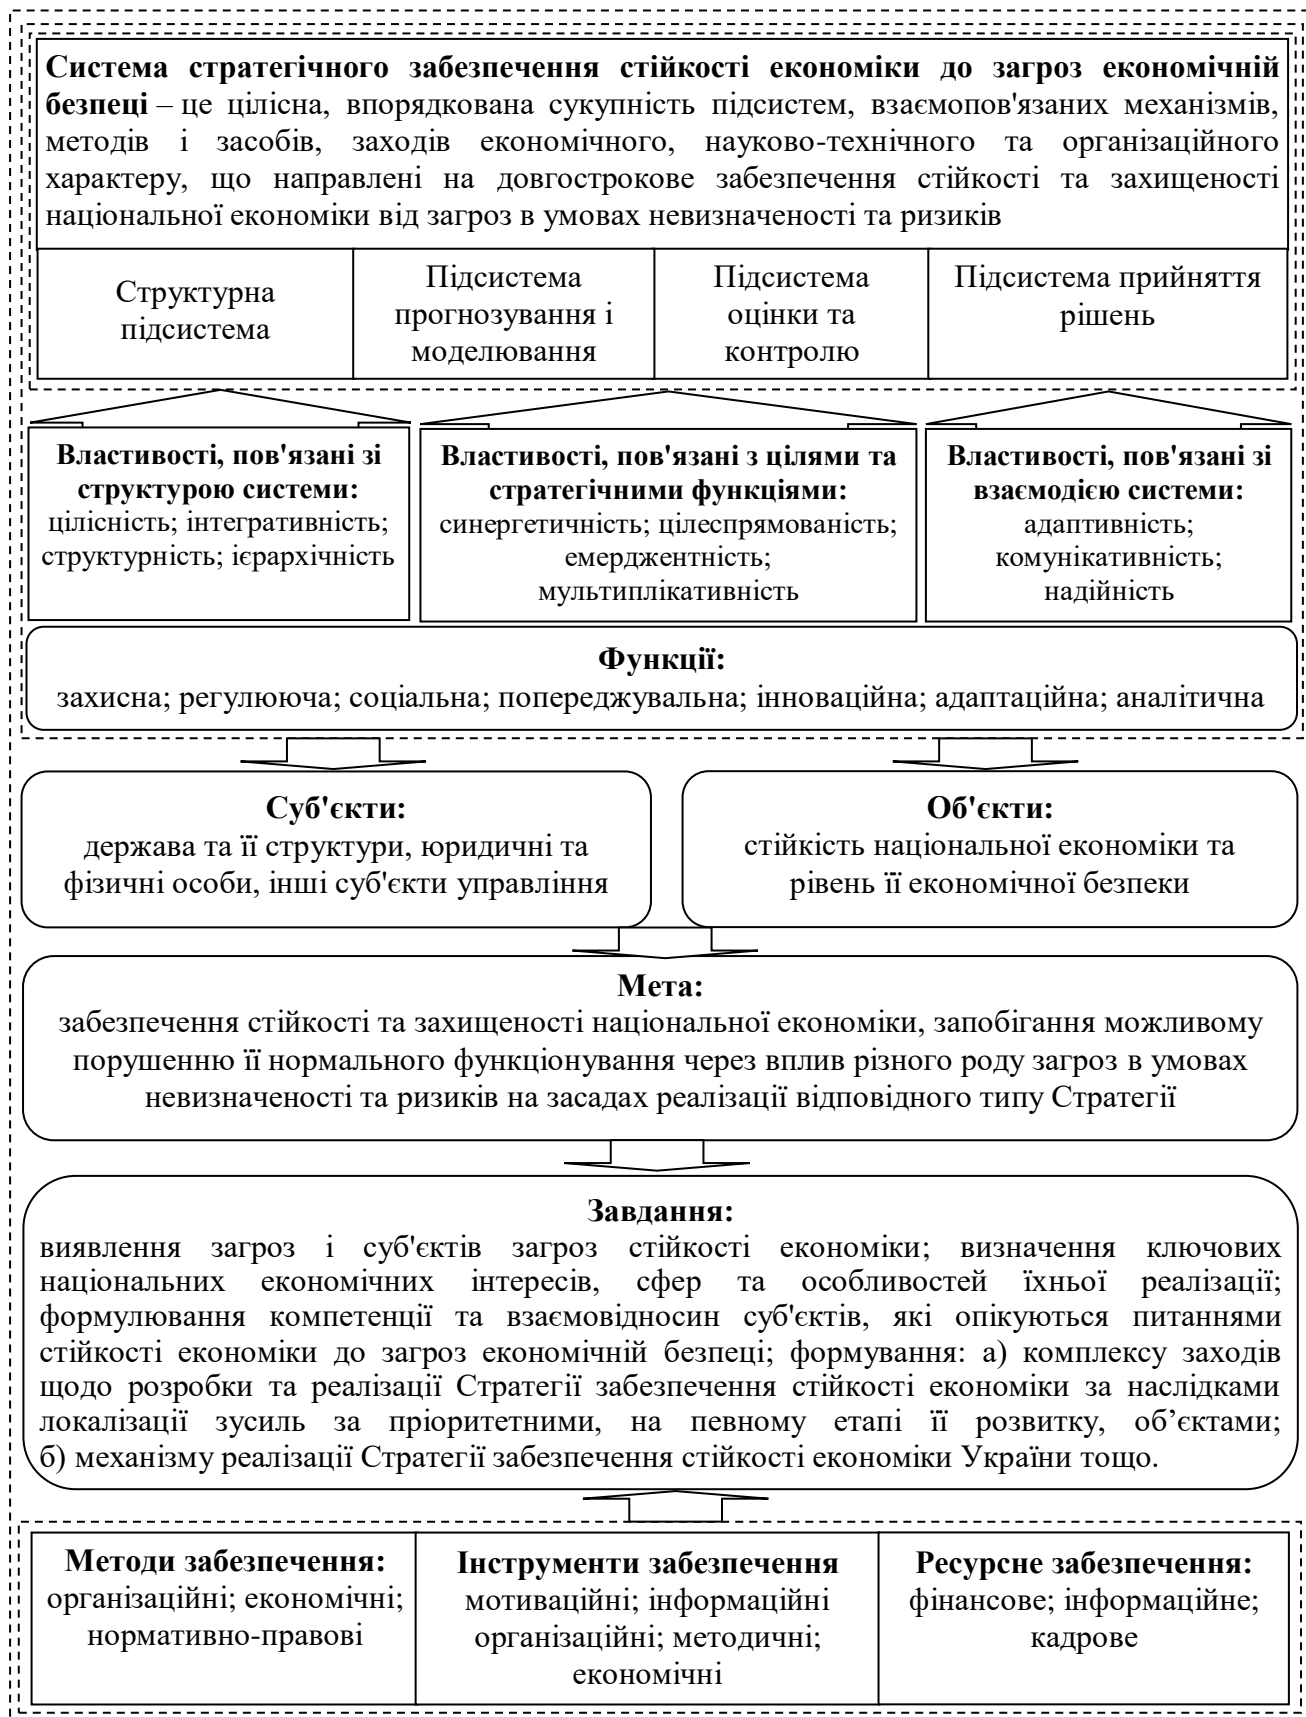 Система стратегічного забезпечення стійкості економіки до загроз економічній
безпеці – це цілісна, впорядкована сукупність підсистем, взаємопов'язаних механізмів,
методів і засобів, заходів економічного, науково-технічного та організаційного
характеру, що направлені на довгострокове забезпечення стійкості та захищеності
національної економіки від загроз в умовах невизначеності та ризиків
Структурна
підсистема
Підсистема
прогнозування і
моделювання
Підсистема
оцінки та
контролю
Підсистема прийняття
рішень
Властивості, пов'язані зі
структурою системи:
цілісність; інтегративність;
структурність; ієрархічність
Властивості, пов'язані з цілями та
стратегічними функціями:
синергетичність; цілеспрямованість;
емерджентність;
мультиплікативність
Властивості, пов'язані зі
взаємодією системи:
адаптивність;
комунікативність;
надійність
Функції:
захисна; регулююча; соціальна; попереджувальна; інноваційна; адаптаційна; аналітична
Суб'єкти:
держава та її структури, юридичні та
фізичні особи, інші суб'єкти управління
Об'єкти:
стійкість національної економіки та
рівень її економічної безпеки
Мета:
забезпечення стійкості та захищеності національної економіки, запобігання можливому
порушенню її нормального функціонування через вплив різного роду загроз в умовах
невизначеності та ризиків на засадах реалізації відповідного типу Стратегії
Завдання:
виявлення загроз і суб'єктів загроз стійкості економіки; визначення ключових
національних економічних інтересів, сфер та особливостей їхньої реалізації;
формулювання компетенції та взаємовідносин суб'єктів, які опікуються питаннями
стійкості економіки до загроз економічній безпеці; формування: а) комплексу заходів
щодо розробки та реалізації Стратегії забезпечення стійкості економіки за наслідками
локалізації зусиль за пріоритетними, на певному етапі її розвитку, об’єктами;
б) механізму реалізації Стратегії забезпечення стійкості економіки України тощо.
Методи забезпечення:
організаційні; економічні;
нормативно-правові
Інструменти забезпечення
мотиваційні; інформаційні
організаційні; методичні;
економічні
Ресурсне забезпечення:
фінансове; інформаційне;
кадрове